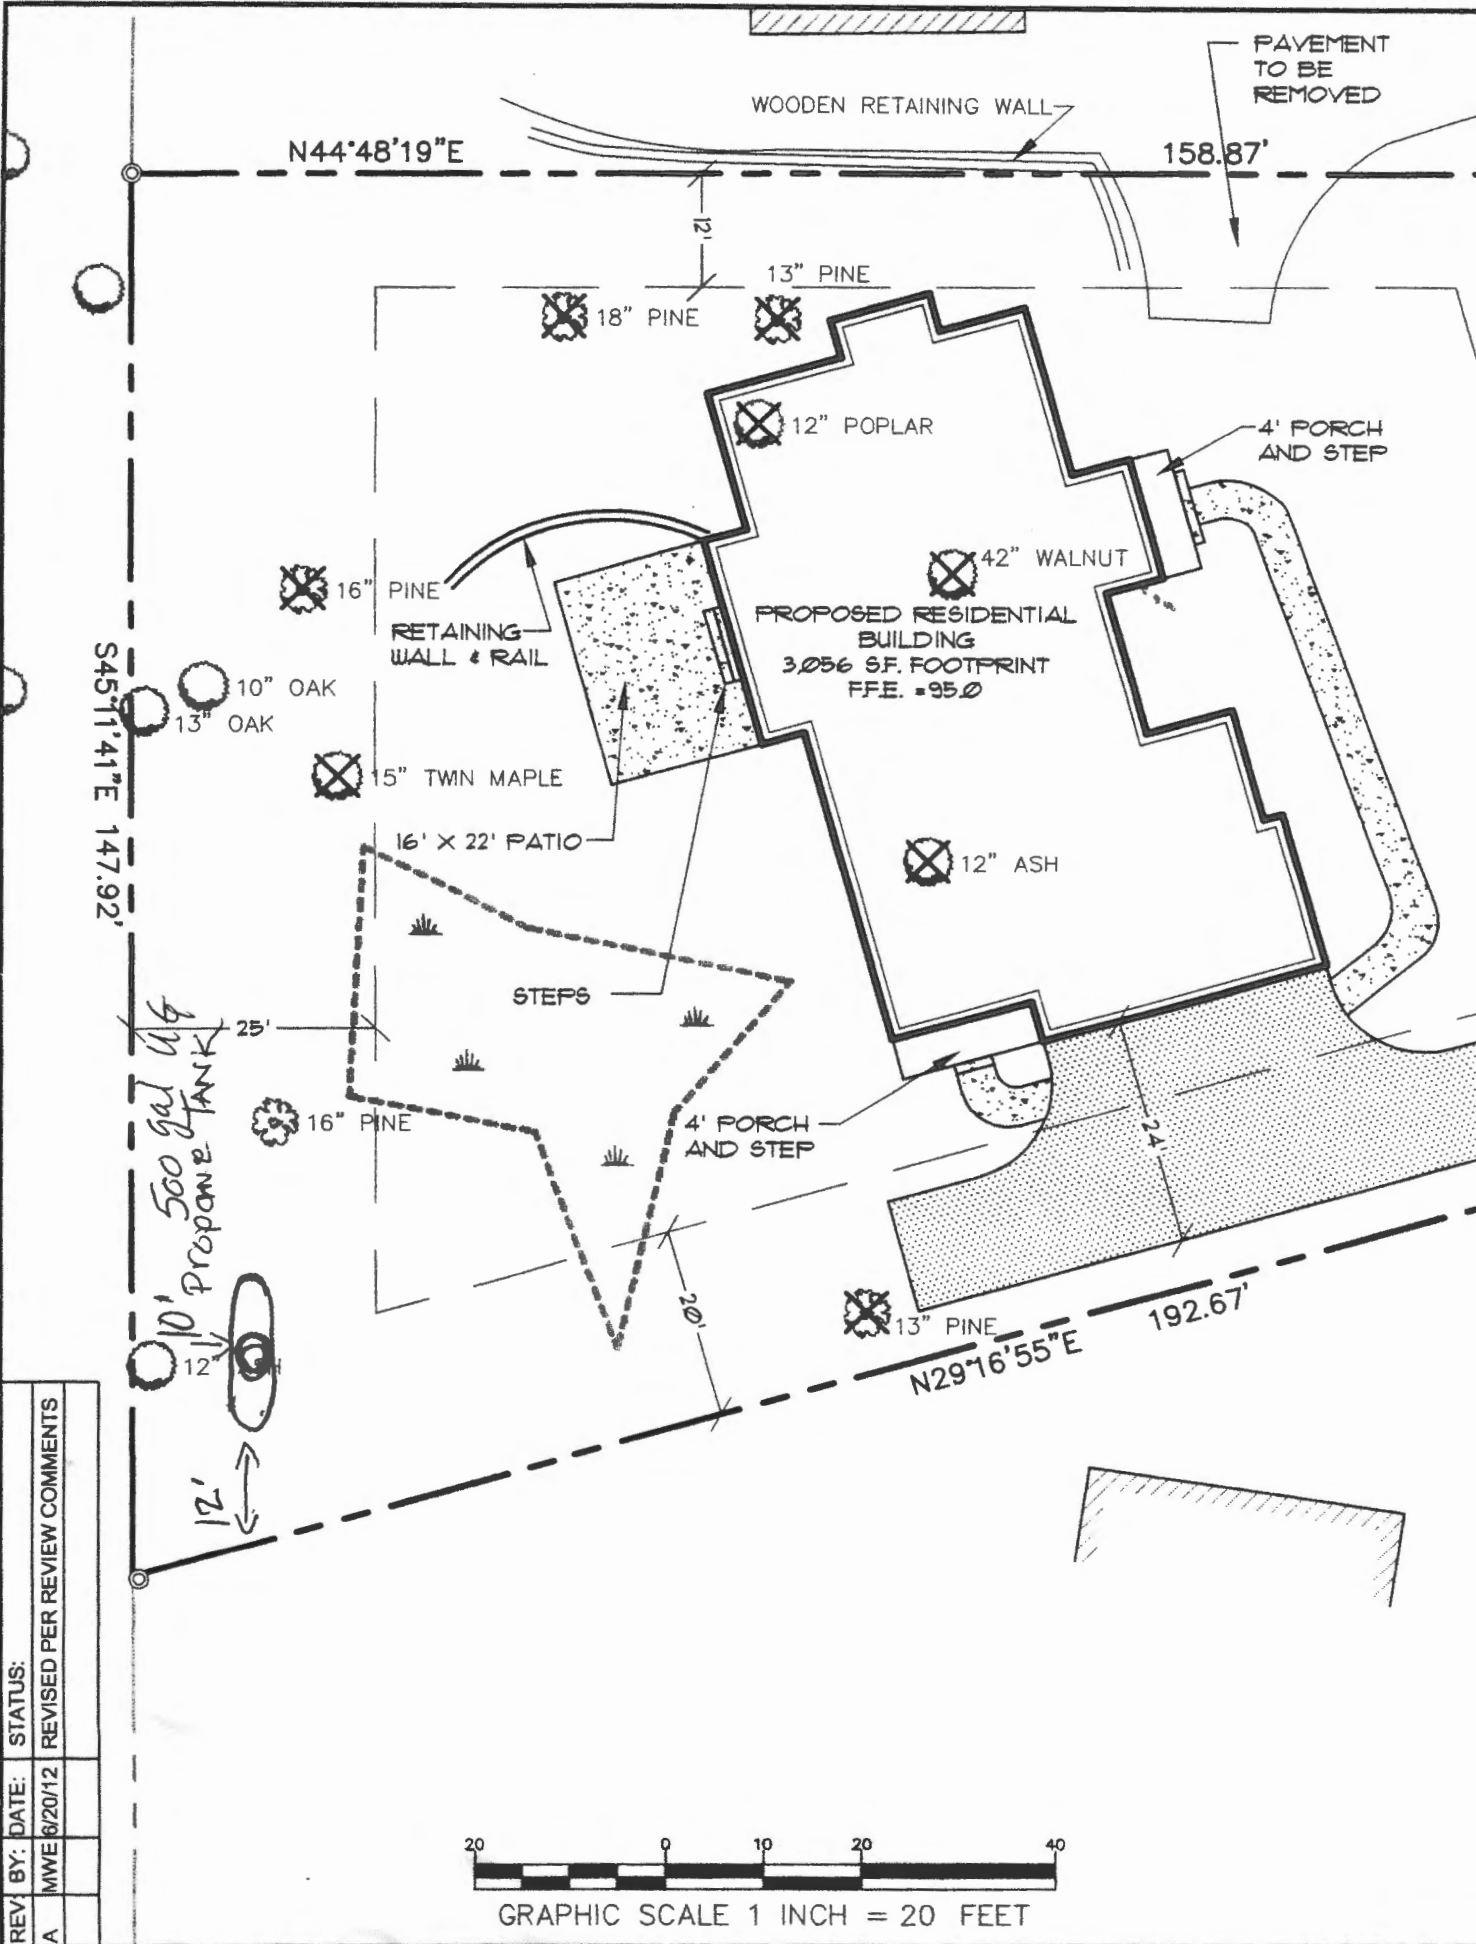 PAVEMENT
TO BE
REMOVED
WOODEN RETAINING WALL
N44°48'19"E
158.87'
12'
13" PINE
18" PINE
12" POPLAR
4' PORCH
AND STEP
42" WALNUT
16" PINE
PROPOSED RESIDENTIAL
BUILDING
3,056 S.F. FOOTPRINT
F.F.E. =95.0
RETAINING
WALL & RAIL
10" OAK
13" OAK
S45°11'41"E 147.92'
15" TWIN MAPLE
16' X 22' PATIO
12" ASH
STEPS
25'
500 gal UG
Propane TANK
16" PINE
4' PORCH
AND STEP
24'
10'
20'
13" PINE
192.67'
N29°16'55"E
12" ASH
12'
REV: BY: DATE: STATUS:
A MWE 6/20/12 REVISED PER REVIEW COMMENTS
20 0 10 20 40
GRAPHIC SCALE 1 INCH = 20 FEET